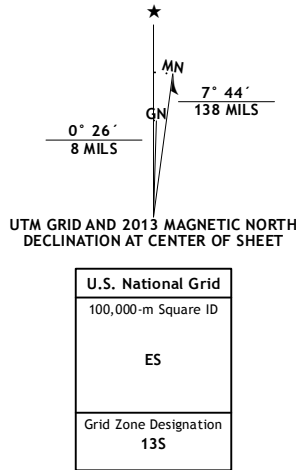 ★
MN
7° 44´
138 MILS
GN
0° 26´
8 MILS
UTM GRID AND 2013 MAGNETIC NORTH
DECLINATION AT CENTER OF SHEET
U.S. National Grid
100,000-m Square ID
ES
Grid Zone Designation
13S